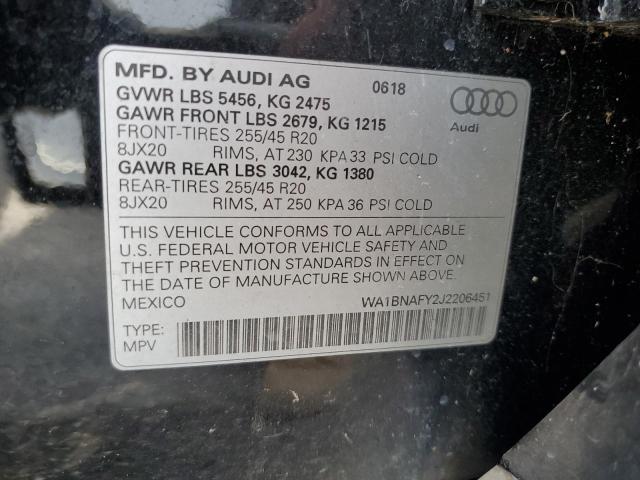 MFD. BY AUDI AG 0618
GVWR LBS 5456, KG 2475
GAWR FRONT LBS 2679, KG 1215
FRONT-TIRES 255/45 R20
8JX20 RIMS, AT 230 KPA 33 PSI COLD
GAWR REAR LBS 3042, KG 1380
REAR-TIRES 255/45 R20
8JX20 RIMS, AT 250 KPA 36 PSI COLD
Audi
THIS VEHICLE CONFORMS TO ALL APPLICABLE
U.S. FEDERAL MOTOR VEHICLE SAFETY AND
THEFT PREVENTION STANDARDS IN EFFECT ON
THE DATE OF MANUFACTURE SHOWN ABOVE.
MEXICO WA1BNAFY2J2206451
TYPE:
MPV